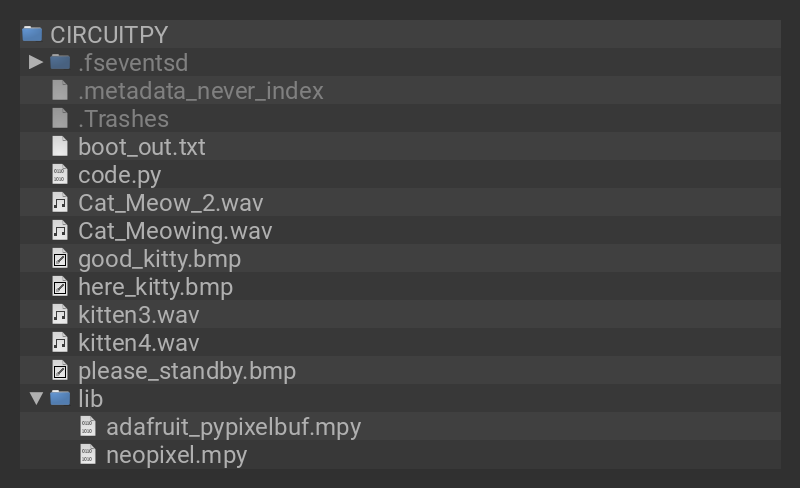 CIRCUITPY
.fseventsd
.metadata_never_index
.Trashes
boot_out.txt
code.py
Cat_Meow_2.wav
Cat_Meowing.wav
good_kitty.bmp
here_kitty.bmp
kitten3.wav
kitten4.wav
please_standby.bmp
lib
adafruit_pypixelbuf.mpy
neopixel.mpy